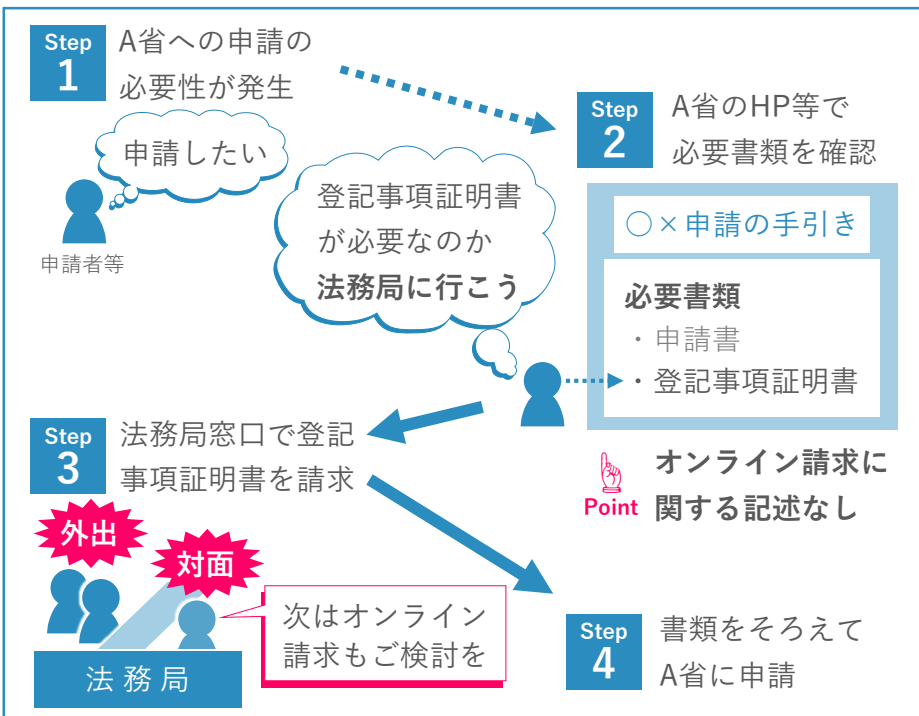 Step
1
A省への申請の
必要性が発生
申請したい
申請者等
Step
2
A省のHP等で
必要書類を確認
登記事項証明書
が必要なのか
法務局に行こう
○×申請の手引き
必要書類
・申請書
・登記事項証明書
Point
オンライン請求に
関する記述なし
Step
3
法務局窓口で登記
事項証明書を請求
外出
対面
次はオンライン
請求もご検討を
法務局
Step
4
書類をそろえて
A省に申請